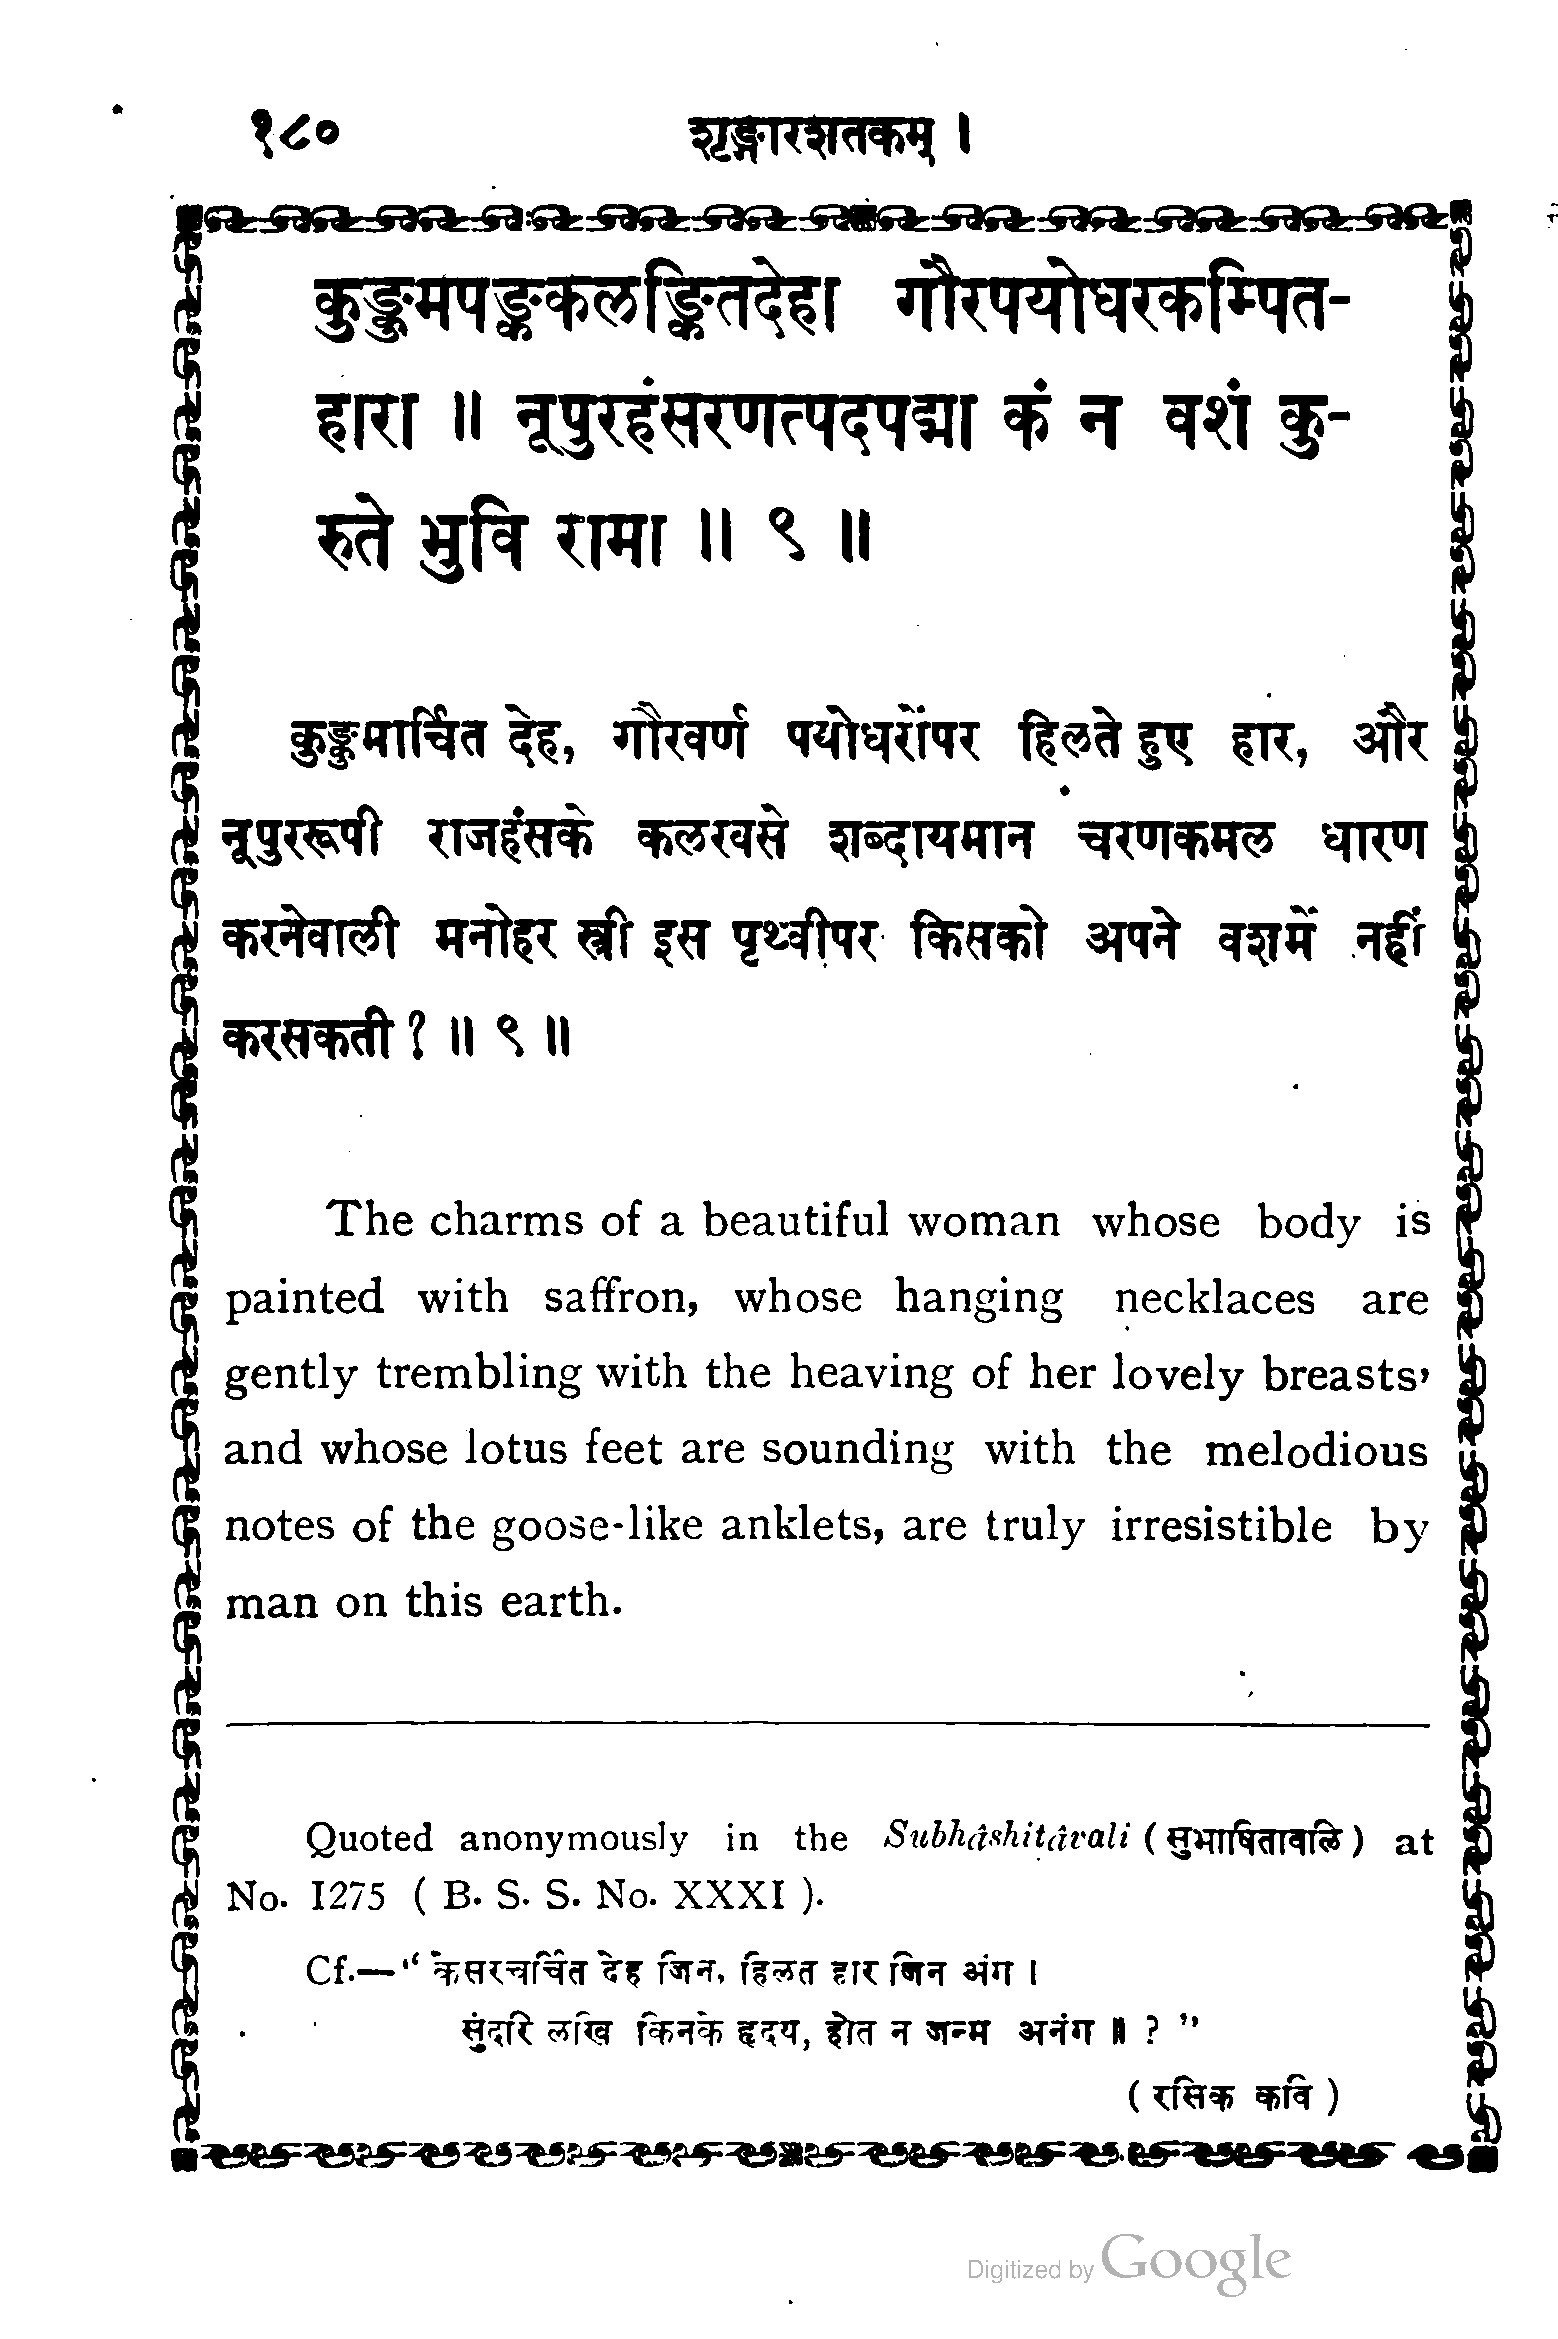 १८०
शृङ्गारशतकम् ।
कुङ्कुमपङ्ककलङ्कितदेहा गौरपयोधरकम्पित-
हारा ॥ नूपुरहंसरणत्पदपद्मा कं न वशं कु-
रुते भुवि रामा ॥ ९ ॥
कुङ्कुमार्चित देह, गौरवर्ण पयोधरोंपर हिलते हुए हार, और
नूपुररूपी राजहंसके कलरवसे शब्दायमान चरणकमल धारण
करनेवाली मनोहर स्त्री इस पृथ्वीपर किसको अपने वशमें नहीं
करसकती ? ॥ ९ ॥
The charms of a beautiful woman whose body is
painted with saffron, whose hanging necklaces are
gently trembling with the heaving of her lovely breasts,
and whose lotus feet are sounding with the melodious
notes of the goose-like anklets, are truly irresistible by
man on this earth.
Quoted anonymously in the Subhâshitâvali ( सुभाषितावळि ) at
No. 1275 ( B. S. S. No. XXXI ).
Cf.—“ केसरचर्चित देह जिन, हिलत हार जिन अंग ।
सुंदरि लखि किनके हृदय, होत न जन्म अनंग ॥ ? ”
( रसिक कवि )
Digitized by Google